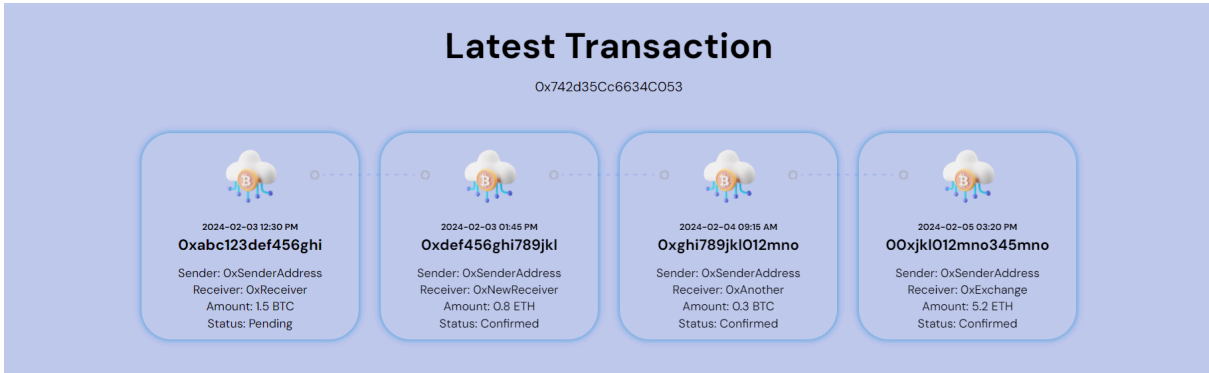 Latest Transaction
0x742d35Cc6634C053
2024-02-03 12:30 PM
0xabc123def456ghi
Sender: 0xSenderAddress
Receiver: 0xReceiver
Amount: 1.5 BTC
Status: Pending
2024-02-03 01:45 PM
0xdef456ghi789jkl
Sender: 0xSenderAddress
Receiver: 0xNewReceiver
Amount: 0.8 ETH
Status: Confirmed
2024-02-04 09:15 AM
0xghi789jkl012mno
Sender: 0xSenderAddress
Receiver: 0xAnother
Amount: 0.3 BTC
Status: Confirmed
2024-02-05 03:20 PM
00xjkl012mno345mno
Sender: 0xSenderAddress
Receiver: 0xExchange
Amount: 5.2 ETH
Status: Confirmed